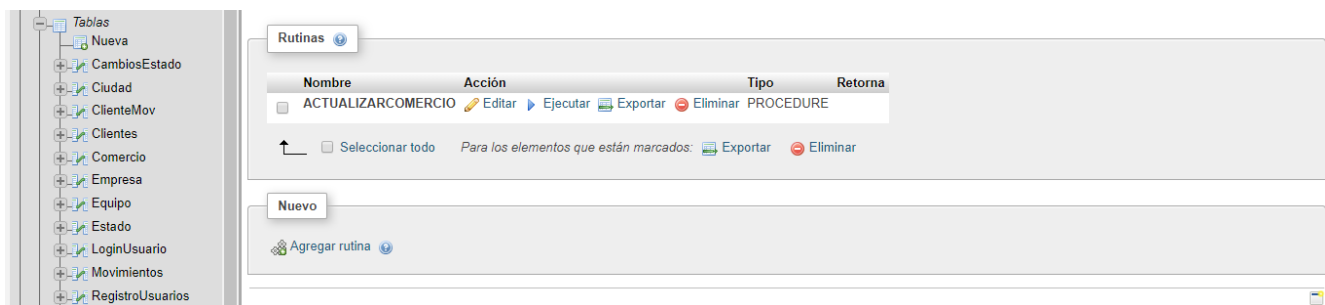 Tablas
Nueva
CambiosEstado
Ciudad
ClienteMov
Clientes
Comercio
Empresa
Equipo
Estado
LoginUsuario
Movimientos
RegistroUsuarios
Rutinas
Nombre Acción Tipo Retorna
ACTUALIZARCOMERCIO Editar Ejecutar Exportar Eliminar PROCEDURE
Seleccionar todo Para los elementos que están marcados: Exportar Eliminar
Nuevo
Agregar rutina